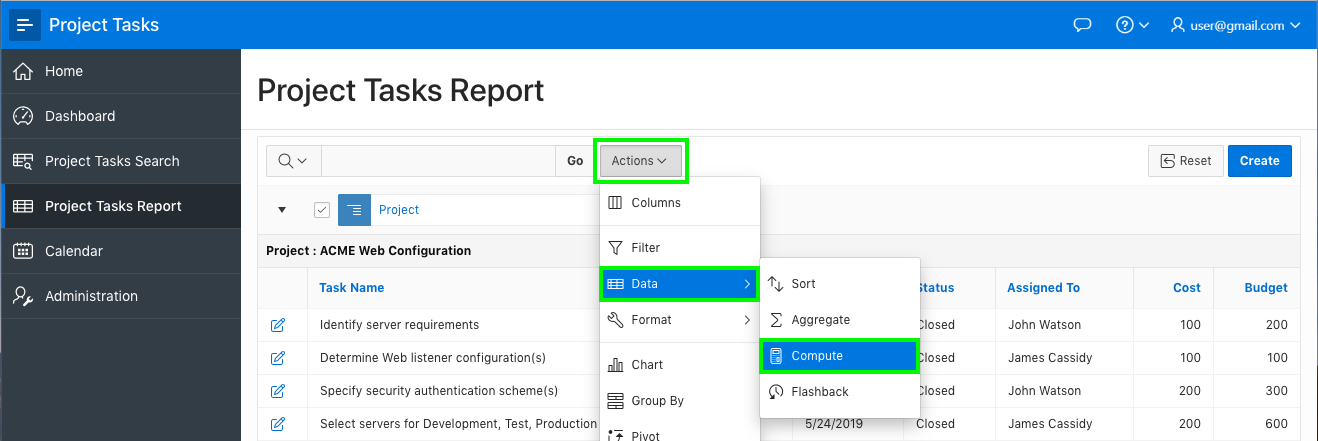 Project Tasks
user@gmail.com
Home
Dashboard
Project Tasks Search
Project Tasks Report
Calendar
Administration
Project Tasks Report
Go
Actions
Reset
Create
Project
Columns
Filter
Data
Format
Chart
Group By
Pivot
Sort
Aggregate
Compute
Flashback
Project : ACME Web Configuration
Task Name Status Assigned To Cost Budget
Identify server requirements Closed John Watson 100 200
Determine Web listener configuration(s) Closed James Cassidy 100 100
Specify security authentication scheme(s) Closed John Watson 200 300
Select servers for Development, Test, Production 5/24/2019 Closed James Cassidy 200 600